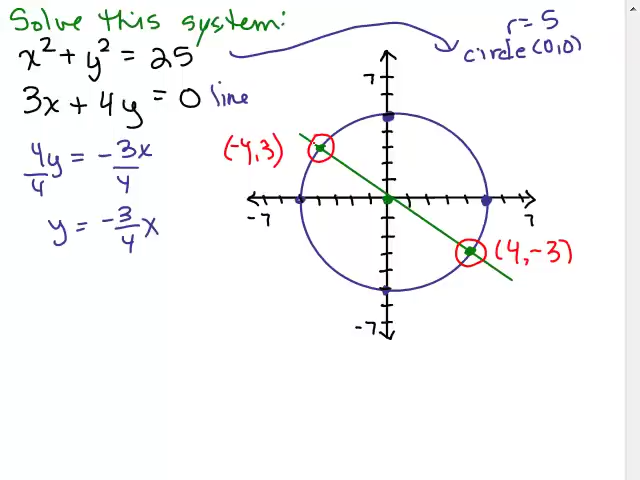 Solve this system:
r = 5
x² + y² = 25
circle (0,0)
3x + 4y = 0 line
4y/4 = -3x/4
y = -3/4 x
7
(-4,3)
-7
7
(4,-3)
-7